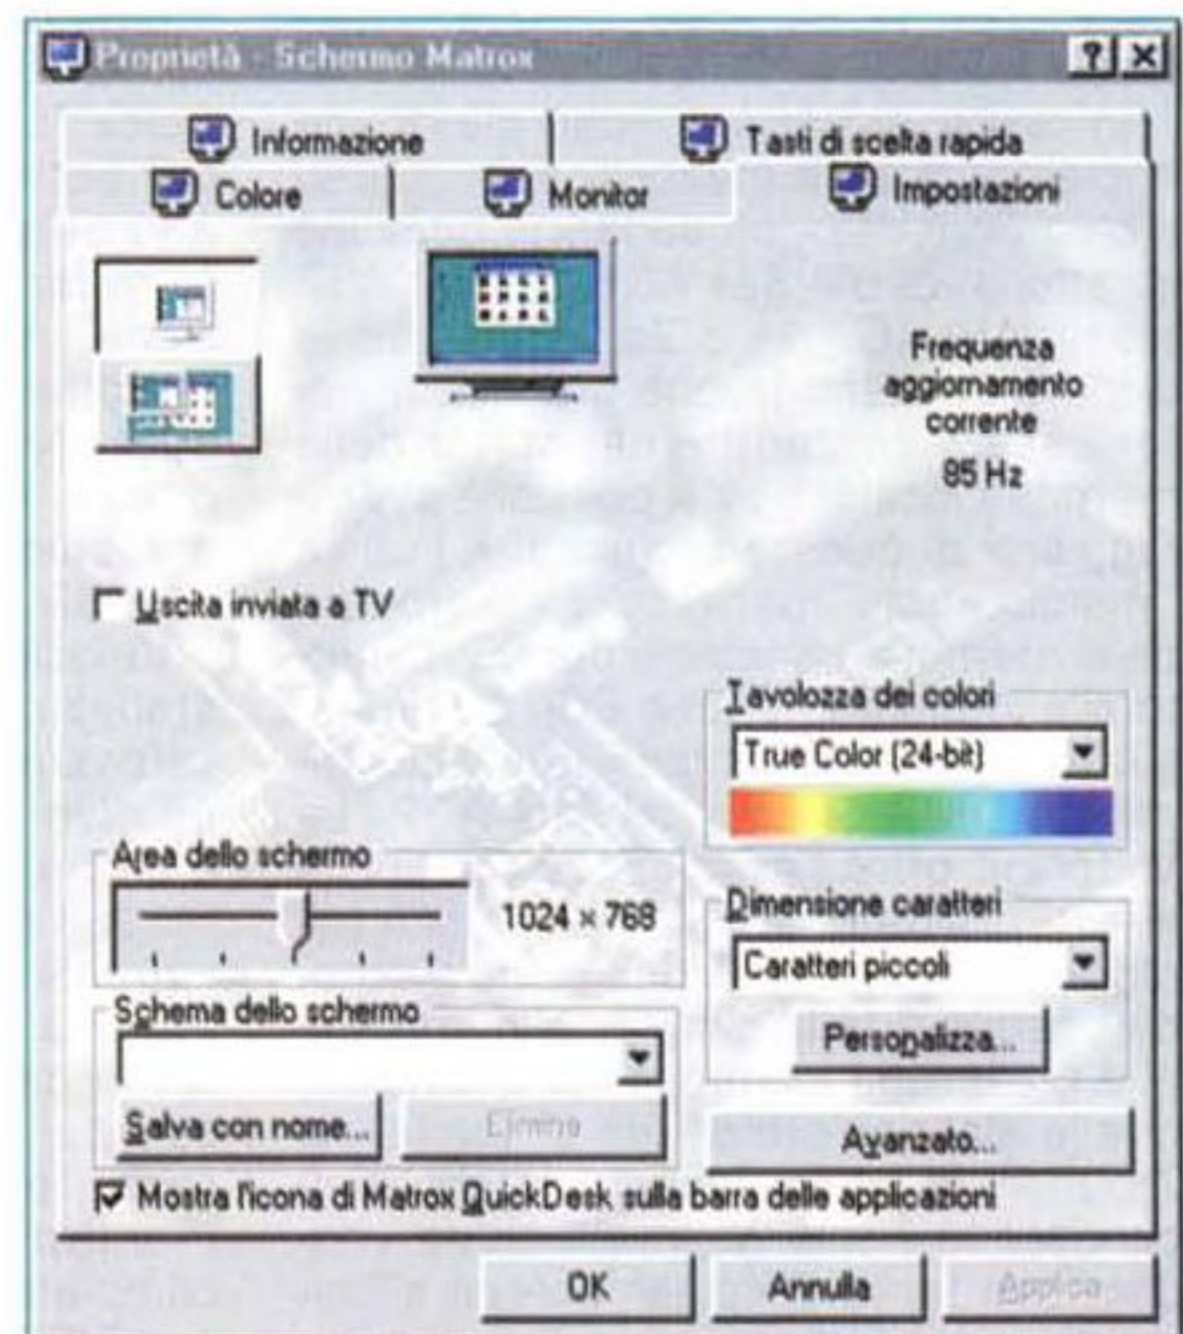 Proprietà - Schermo Matrox
Informazione
Tasti di scelta rapida
Colore
Monitor
Impostazioni
Frequenza
aggiornamento
corrente
85 Hz
Uscita inviata a TV
Tavolozza dei colori
True Color (24-bit)
Area dello schermo
1024 × 768
Dimensione caratteri
Caratteri piccoli
Personalizza...
Schema dello schermo
Salva con nome...
Elimina
Avanzato...
Mostra l'icona di Matrox QuickDesk sulla barra delle applicazioni
OK
Annulla
Applica